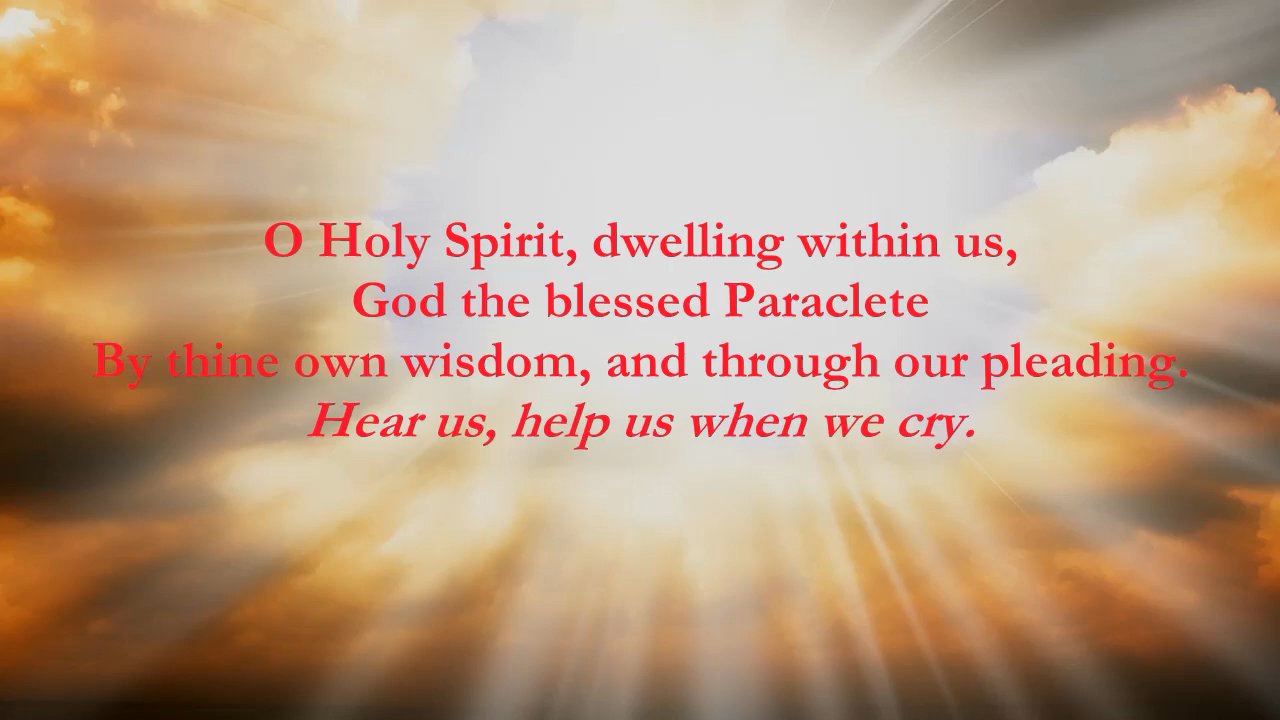 O Holy Spirit, dwelling within us,
God the blessed Paraclete
By thine own wisdom, and through our pleading.
Hear us, help us when we cry.